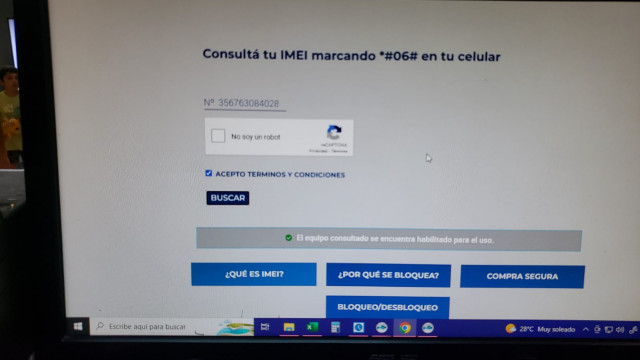 Consultá tu IMEI marcando *#06# en tu celular
Nº 356763084028
No soy un robot
reCAPTCHA
Privacidad - Términos
ACEPTO TERMINOS Y CONDICIONES
BUSCAR
El equipo consultado se encuentra habilitado para el uso.
¿QUÉ ES IMEI?
¿POR QUÉ SE BLOQUEA?
COMPRA SEGURA
BLOQUEO/DESBLOQUEO
Escribe aquí para buscar
28°C Muy soleado